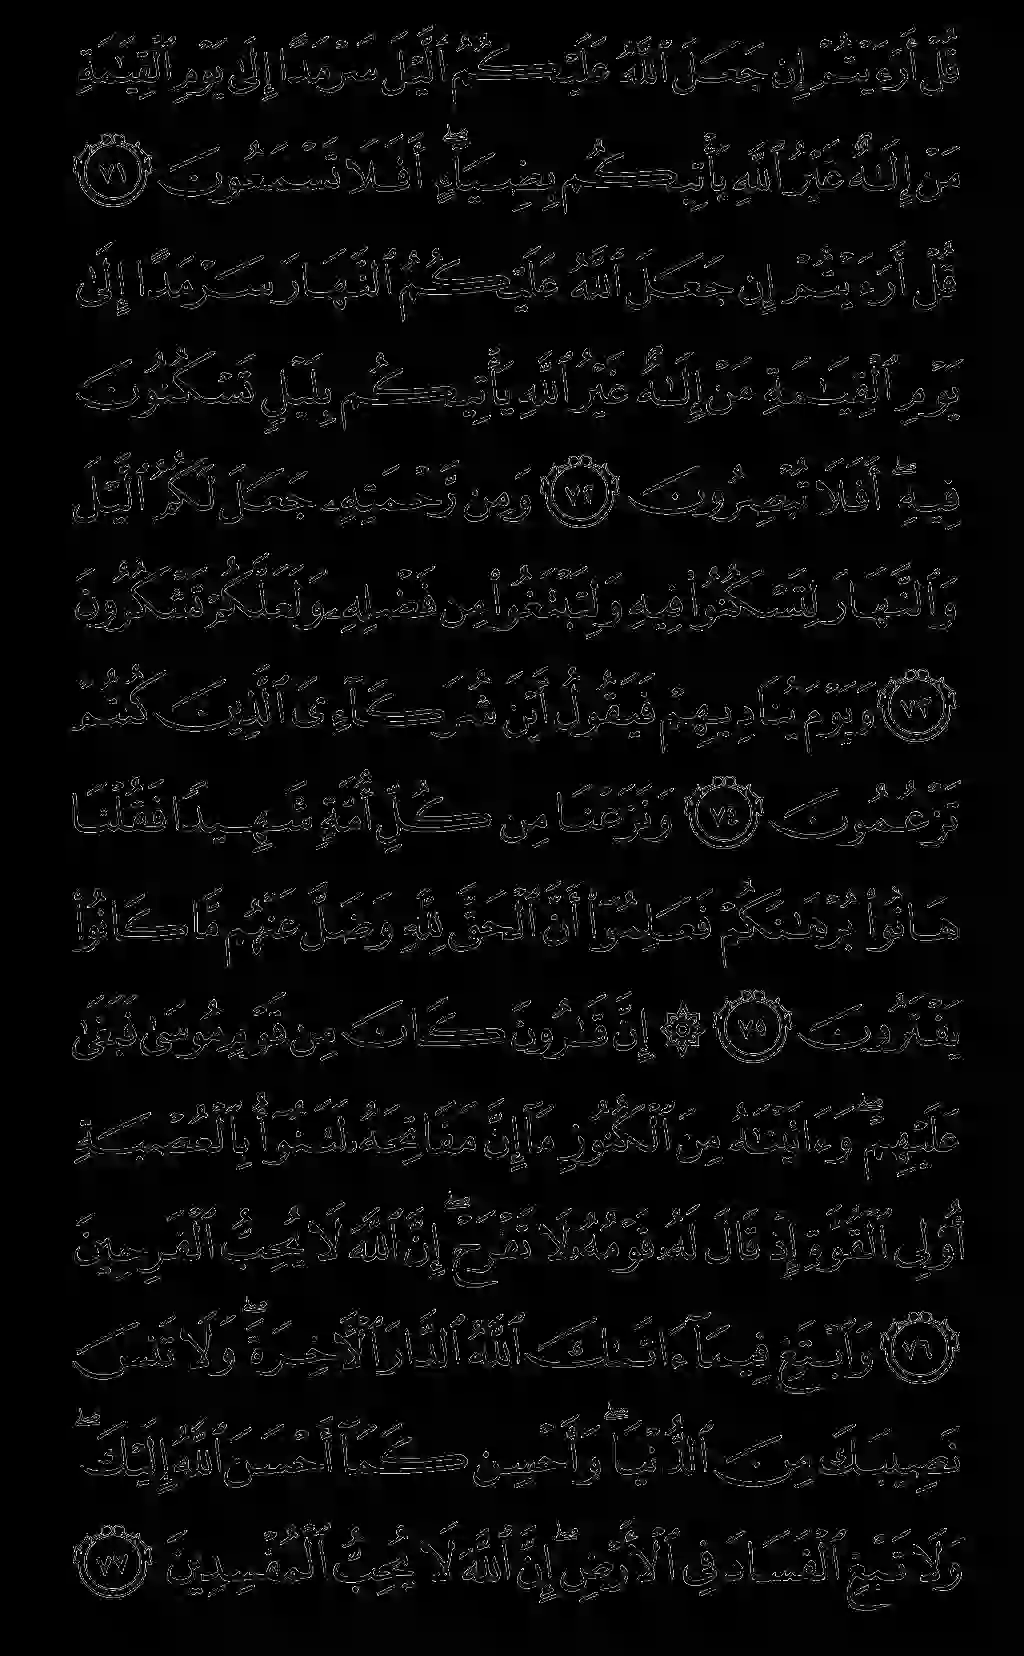 قُلْ أَرَءَيْتُمْ إِن جَعَلَ ٱللَّهُ عَلَيْكُمُ ٱلَّيْلَ سَرْمَدًا إِلَىٰ يَوْمِ ٱلْقِيَٰمَةِ
مَنْ إِلَٰهٌ غَيْرُ ٱللَّهِ يَأْتِيكُم بِضِيَآءٍ ۖ أَفَلَا تَسْمَعُونَ ٧١
قُلْ أَرَءَيْتُمْ إِن جَعَلَ ٱللَّهُ عَلَيْكُمُ ٱلنَّهَارَ سَرْمَدًا إِلَىٰ
يَوْمِ ٱلْقِيَٰمَةِ مَنْ إِلَٰهٌ غَيْرُ ٱللَّهِ يَأْتِيكُم بِلَيْلٍ تَسْكُنُونَ
فِيهِ ۖ أَفَلَا تُبْصِرُونَ ٧٢ وَمِن رَّحْمَتِهِۦ جَعَلَ لَكُمُ ٱلَّيْلَ
وَٱلنَّهَارَ لِتَسْكُنُوا۟ فِيهِ وَلِتَبْتَغُوا۟ مِن فَضْلِهِۦ وَلَعَلَّكُمْ تَشْكُرُونَ
٧٣ وَيَوْمَ يُنَادِيهِمْ فَيَقُولُ أَيْنَ شُرَكَآءِىَ ٱلَّذِينَ كُنتُمْ
تَزْعُمُونَ ٧٤ وَنَزَعْنَا مِن كُلِّ أُمَّةٍ شَهِيدًا فَقُلْنَا
هَاتُوا۟ بُرْهَٰنَكُمْ فَعَلِمُوٓا۟ أَنَّ ٱلْحَقَّ لِلَّهِ وَضَلَّ عَنْهُم مَّا كَانُوا۟
يَفْتَرُونَ ٧٥ ۞ إِنَّ قَٰرُونَ كَانَ مِن قَوْمِ مُوسَىٰ فَبَغَىٰ
عَلَيْهِمْ ۖ وَءَاتَيْنَٰهُ مِنَ ٱلْكُنُوزِ مَآ إِنَّ مَفَاتِحَهُۥ لَتَنُوٓأُ بِٱلْعُصْبَةِ
أُو۟لِى ٱلْقُوَّةِ إِذْ قَالَ لَهُۥ قَوْمُهُۥ لَا تَفْرَحْ ۖ إِنَّ ٱللَّهَ لَا يُحِبُّ ٱلْفَرِحِينَ
٧٦ وَٱبْتَغِ فِيمَآ ءَاتَىٰكَ ٱللَّهُ ٱلدَّارَ ٱلْءَاخِرَةَ ۖ وَلَا تَنسَ
نَصِيبَكَ مِنَ ٱلدُّنْيَا ۖ وَأَحْسِن كَمَآ أَحْسَنَ ٱللَّهُ إِلَيْكَ ۖ
وَلَا تَبْغِ ٱلْفَسَادَ فِى ٱلْأَرْضِ ۖ إِنَّ ٱللَّهَ لَا يُحِبُّ ٱلْمُفْسِدِينَ ٧٧